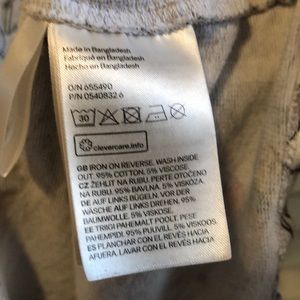 Made in Bangladesh
Fabriqué en Bangladesh
Hecho en Bangladesh
O/N 655490
P/N 0540832 6
30
clevercare.info
GB IRON ON REVERSE. WASH INSIDE
OUT. 95% COTTON, 5% VISCOSE
CZ ŽEHLIT NA RUBU. PERTE OTOČENO
NA RUBU. 95% BAVLNA, 5% VISKÓZA
DE AUF LINKS BÜGELN. VOR DER
WÄSCHE AUF LINKS DREHEN. 95%
BAUMWOLLE, 5% VISKOSE
EE TRIIGI PAHEMALT POOLT. PESE
PAHEMPIDI. 95% PUUVILL, 5% VISKOOS
ES PLANCHAR CON EL REVÉS HACIA
AFUERA. LAVAR CON EL REVÉS HACIA